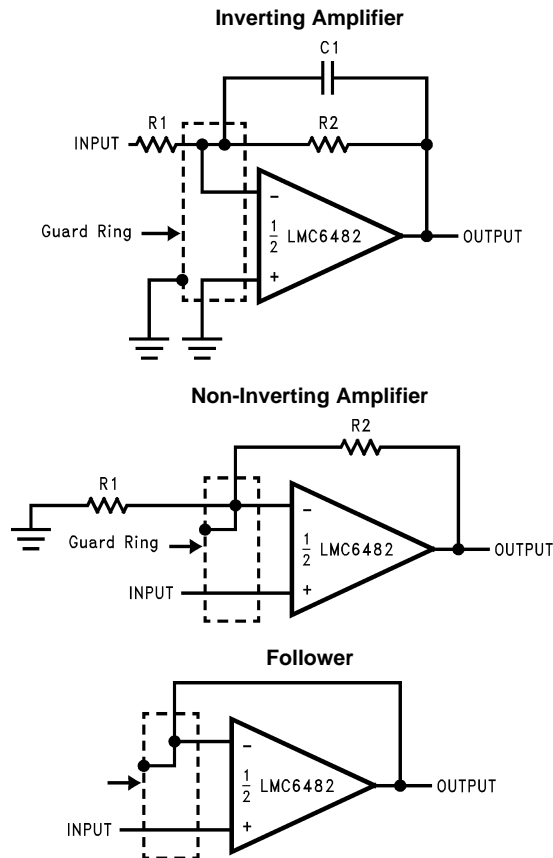 Inverting Amplifier
C1
R1
R2
INPUT
−
Guard Ring
1/2 LMC6482
OUTPUT
+
Non-Inverting Amplifier
R2
R1
−
Guard Ring
1/2 LMC6482
OUTPUT
INPUT
+
Follower
−
1/2 LMC6482
OUTPUT
INPUT
+